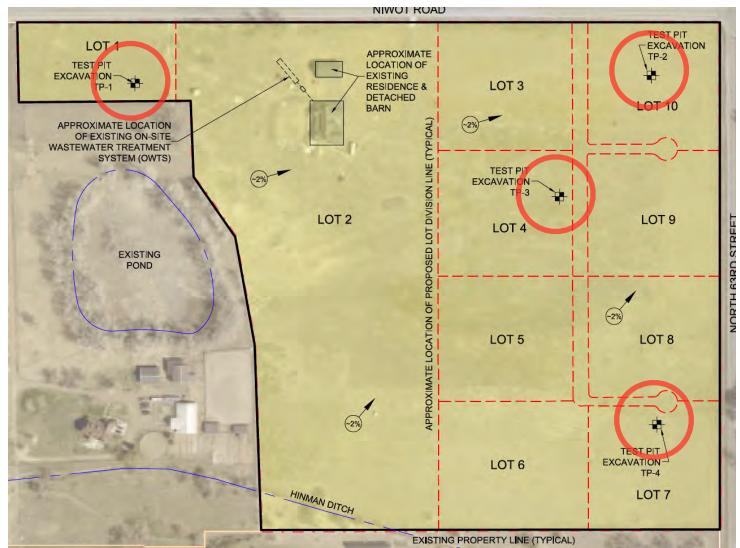 NIWOT ROAD
LOT 1
TEST PIT
EXCAVATION
TP-1
APPROXIMATE LOCATION
OF EXISTING ON-SITE
WASTEWATER TREATMENT
SYSTEM (OWTS)
APPROXIMATE
LOCATION OF
EXISTING
RESIDENCE &
DETACHED
BARN
LOT 3
~2%
TEST PIT
EXCAVATION
TP-2
LOT 10
~2%
LOT 2
TEST PIT
EXCAVATION
TP-3
LOT 4
LOT 9
EXISTING
POND
APPROXIMATE LOCATION OF PROPOSED LOT DIVISION LINE (TYPICAL)
NORTH 63RD STREET
~2%
LOT 5
LOT 8
~2%
LOT 6
TEST PIT
EXCAVATION
TP-4
LOT 7
HINMAN DITCH
EXISTING PROPERTY LINE (TYPICAL)